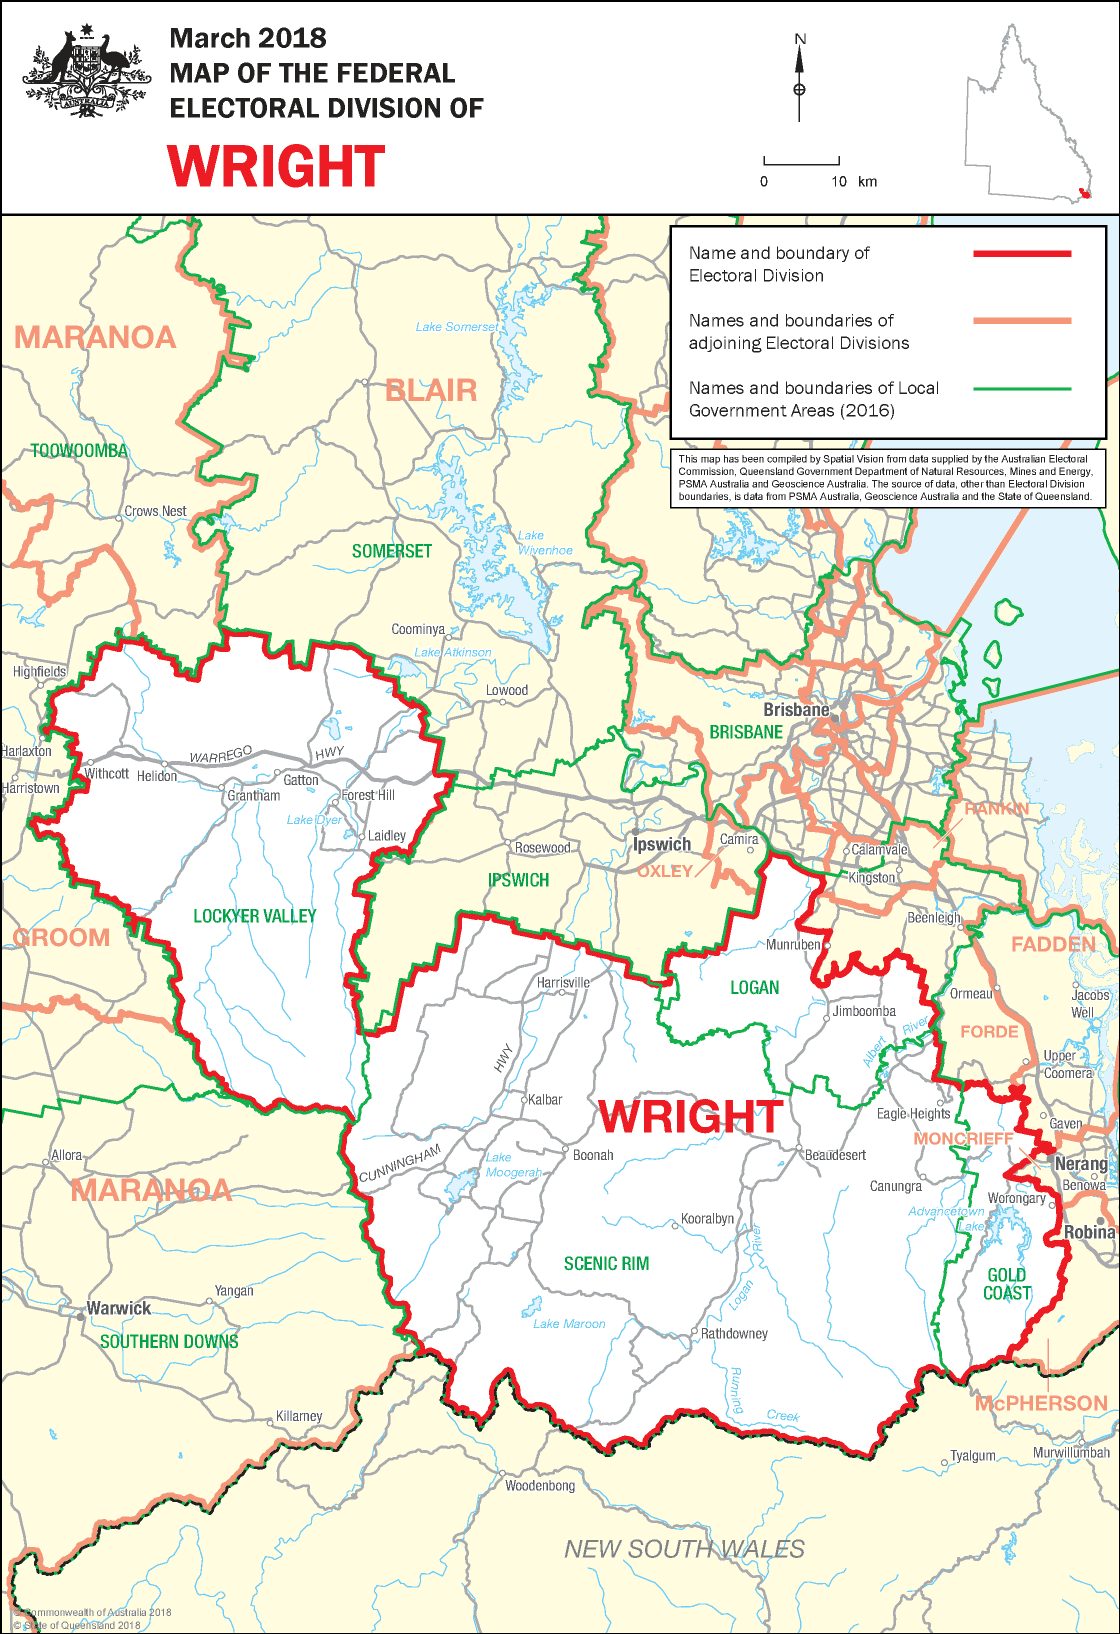 AUSTRALIA
March 2018
MAP OF THE FEDERAL
ELECTORAL DIVISION OF
WRIGHT
N
0 10 km
Name and boundary of
Electoral Division
Names and boundaries of
adjoining Electoral Divisions
Names and boundaries of Local
Government Areas (2016)
This map has been compiled by Spatial Vision from data supplied by the Australian Electoral
Commission, Queensland Government Department of Natural Resources, Mines and Energy,
PSMA Australia and Geoscience Australia. The source of data, other than Electoral Division
boundaries, is data from PSMA Australia, Geoscience Australia and the State of Queensland.
Lake Somerset
MARANOA
BLAIR
TOOWOOMBA
Crows Nest
SOMERSET
Lake
Wivenhoe
Coominya
Lake Atkinson
Highfields
Lowood
Brisbane
BRISBANE
Harlaxton
WARREGO HWY
Withcott
Helidon
Gatton
Harristown
Grantham
Forest Hill
Lake Dyer
Laidley
RANKIN
Rosewood
Ipswich
Camira
Calamvale
OXLEY
Kingston
IPSWICH
LOCKYER VALLEY
Beenleigh
GROOM
Munruben
FADDEN
Harrisville
LOGAN
Ormeau
Jacobs
Well
Jimboomba
Albert River
FORDE
HWY
Upper
Coomera
Kalbar
WRIGHT
Eagle Heights
Gaven
MONCRIEFF
Allora
CUNNINGHAM
Lake
Moogerah
Boonah
Beaudesert
Nerang
Benowa
MARANOA
Canungra
Worongary
Advancetown
Lake
Kooralbyn
Robina
Logan River
SCENIC RIM
GOLD
COAST
Yangan
Warwick
Lake Maroon
Rathdowney
SOUTHERN DOWNS
Running Creek
McPHERSON
Killarney
Tyalgum
Murwillumbah
Woodenbong
NEW SOUTH WALES
© Commonwealth of Australia 2018
© State of Queensland 2018